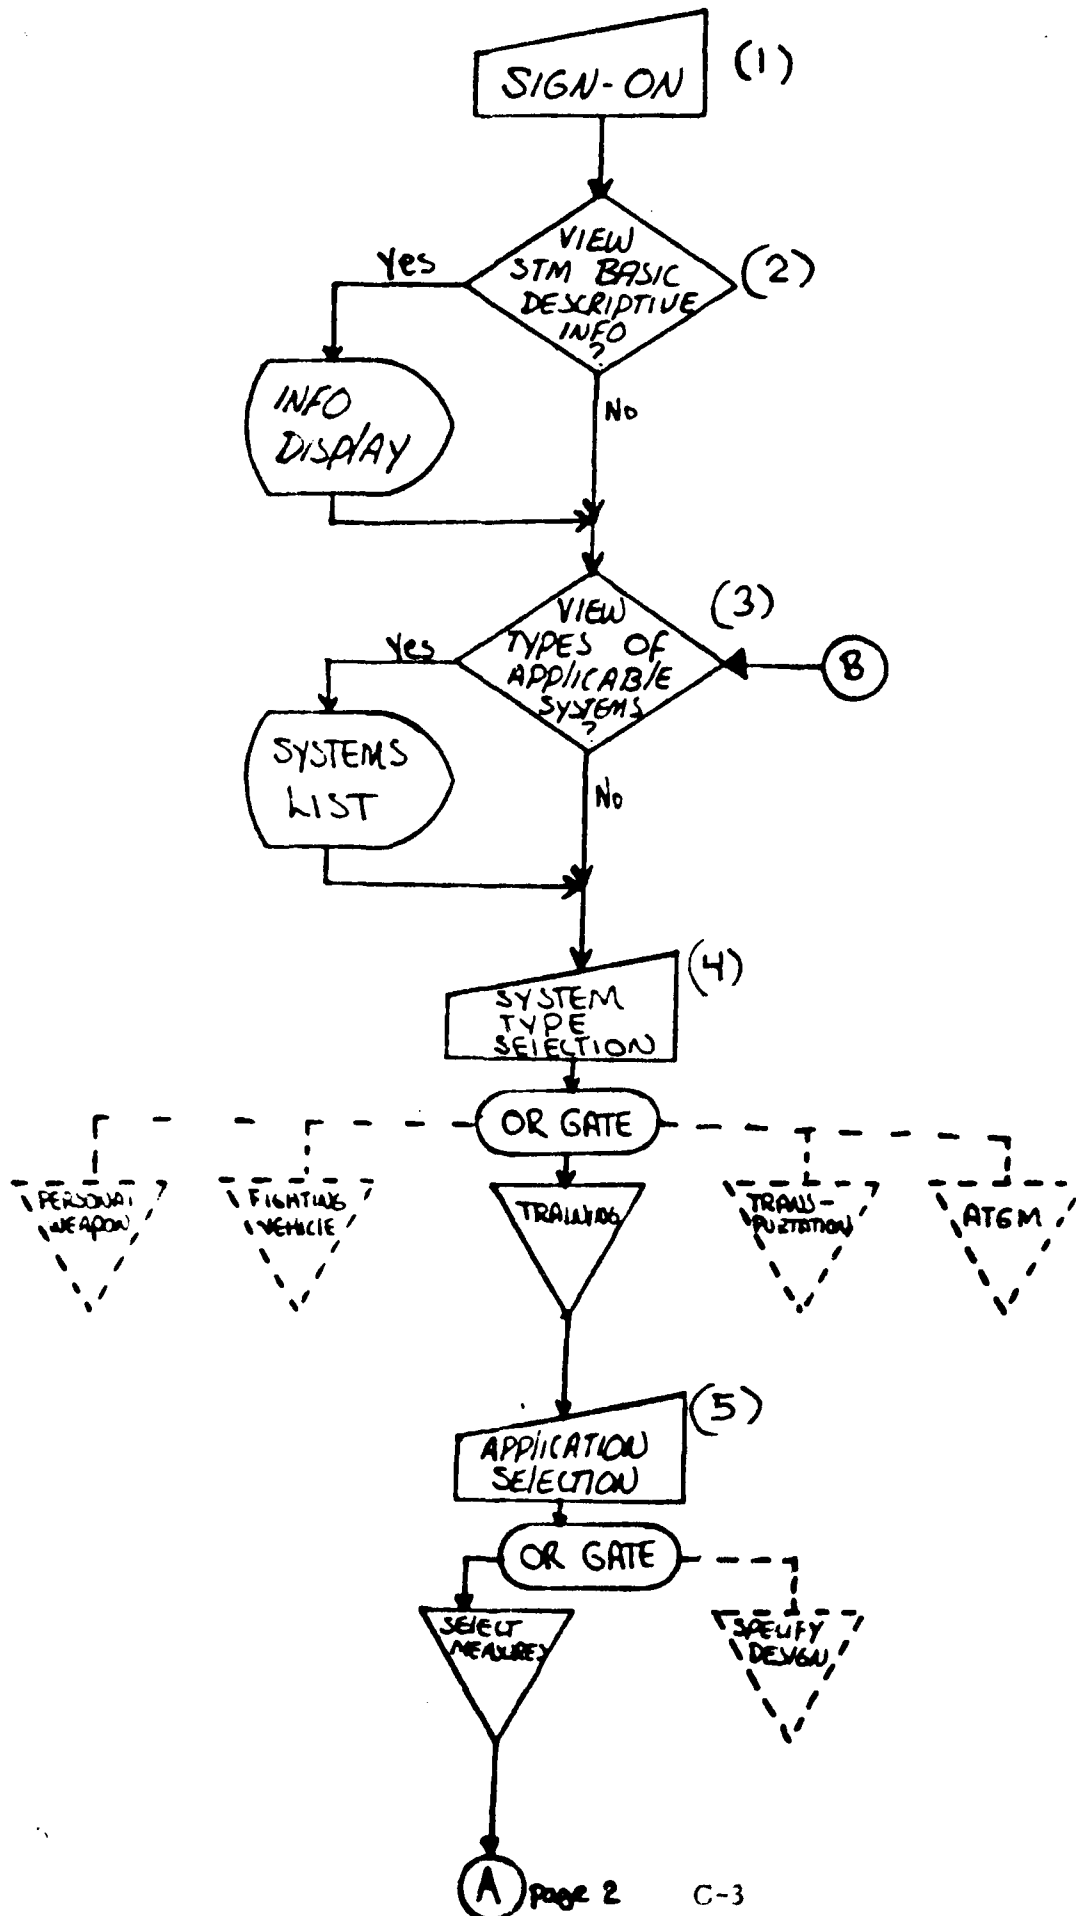 SIGN-ON
(1)
VIEW
STM BASIC
DESCRIPTIVE
INFO
?
(2)
Yes
No
INFO
DISPLAY
VIEW
TYPES OF
APPLICABLE
SYSTEMS
?
(3)
Yes
B
No
SYSTEMS
LIST
SYSTEM
TYPE
SELECTION
(4)
OR GATE
PERSONAL
WEAPON
FIGHTING
VEHICLE
TRAINING
TRANS-
PORTATION
ATGM
APPLICATION
SELECTION
(5)
OR GATE
SELECT
MEASURES
SPECIFY
DESIGN
A page 2
C-3